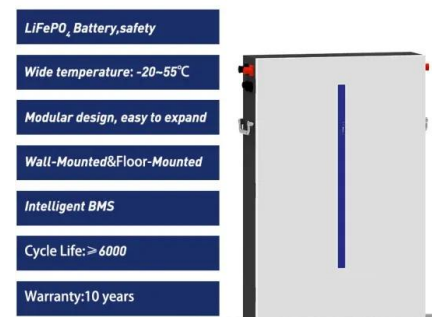 LiFePO₄ Battery,safety
Wide temperature: -20~55℃
Modular design, easy to expand
Wall-Mounted&Floor-Mounted
Intelligent BMS
Cycle Life:≥6000
Warranty:10 years